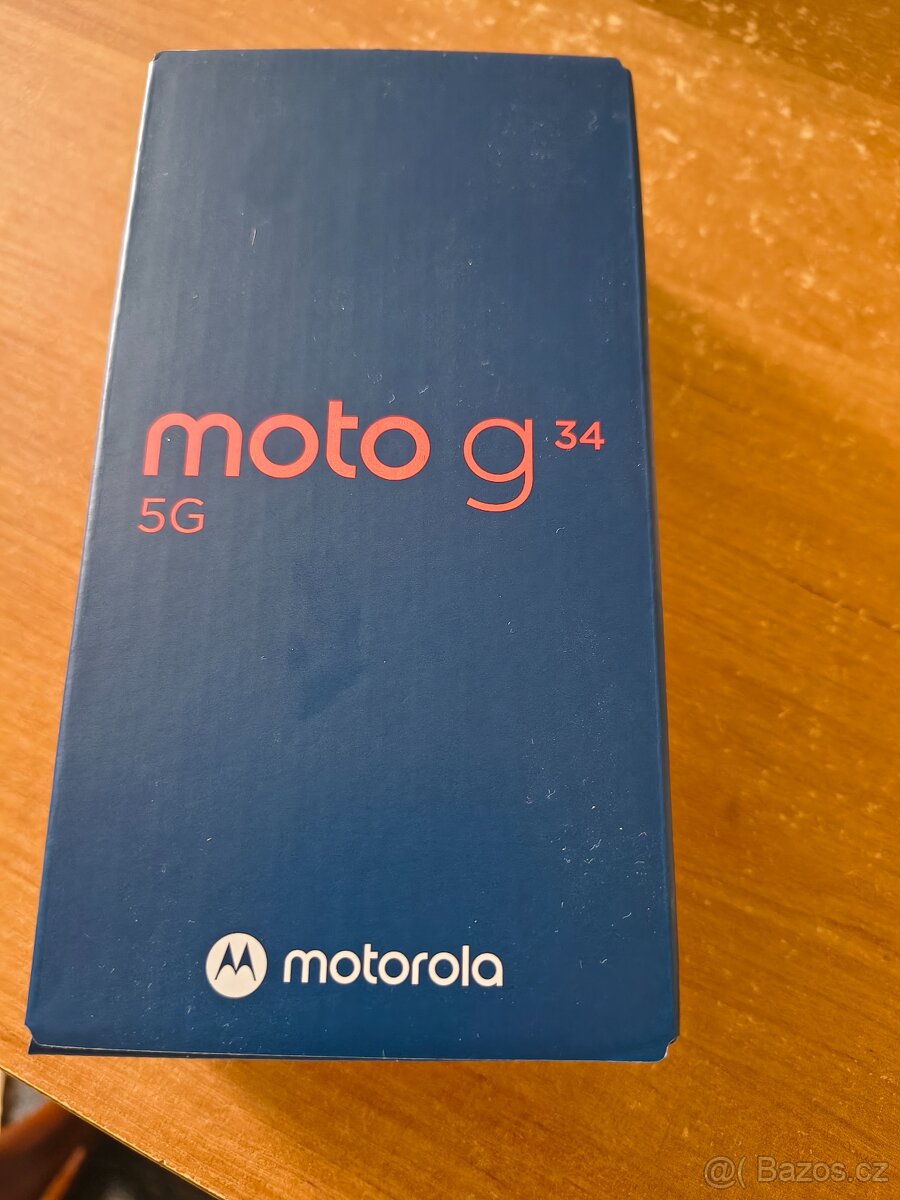 moto g 34
5G
motorola
@( Bazos.cz